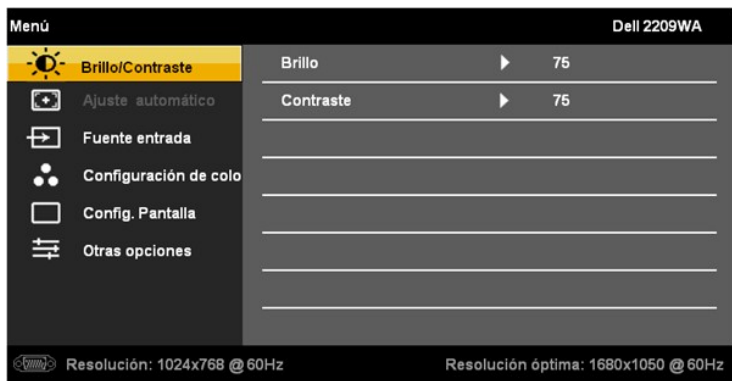 Menú
Dell 2209WA
Brillo/Contraste
Ajuste automático
Fuente entrada
Configuración de colo
Config. Pantalla
Otras opciones
Brillo 75
Contraste 75
Resolución: 1024x768 @ 60Hz
Resolución óptima: 1680x1050 @ 60Hz